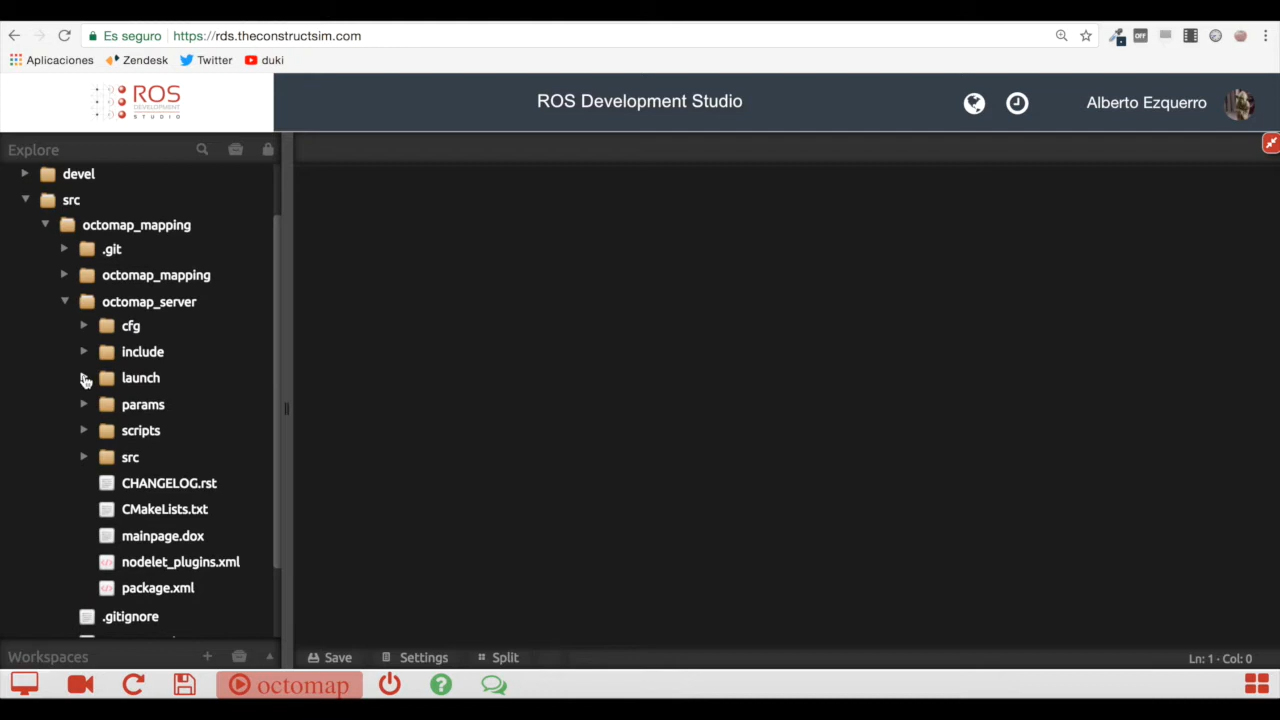 Es seguro https://rds.theconstructsim.com
OFF
Aplicaciones Zendesk Twitter duki
ROS
DEVELOPMENT
STUDIO
ROS Development Studio
Alberto Ezquerro
Explore
devel
src
octomap_mapping
.git
octomap_mapping
octomap_server
cfg
include
launch
params
scripts
src
CHANGELOG.rst
CMakeLists.txt
mainpage.dox
nodelet_plugins.xml
package.xml
.gitignore
Workspaces
Save Settings Split Ln: 1 · Col: 0
octomap